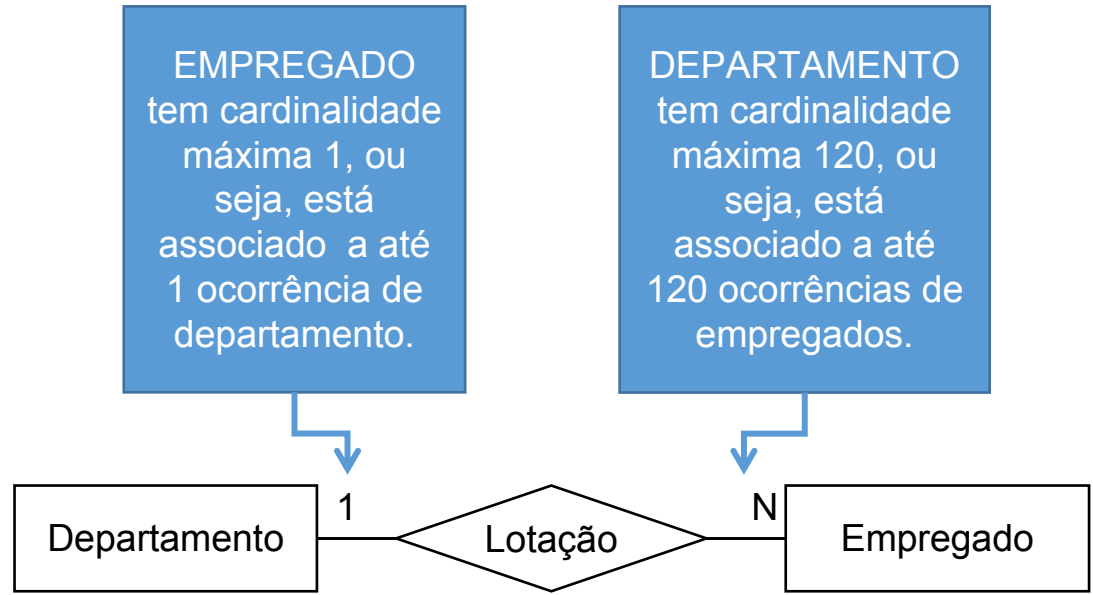 EMPREGADO
tem cardinalidade
máxima 1, ou
seja, está
associado  a até
1 ocorrência de
departamento.
DEPARTAMENTO
tem cardinalidade
máxima 120, ou
seja, está
associado a até
120 ocorrências de
empregados.
Departamento
1
Lotação
N
Empregado